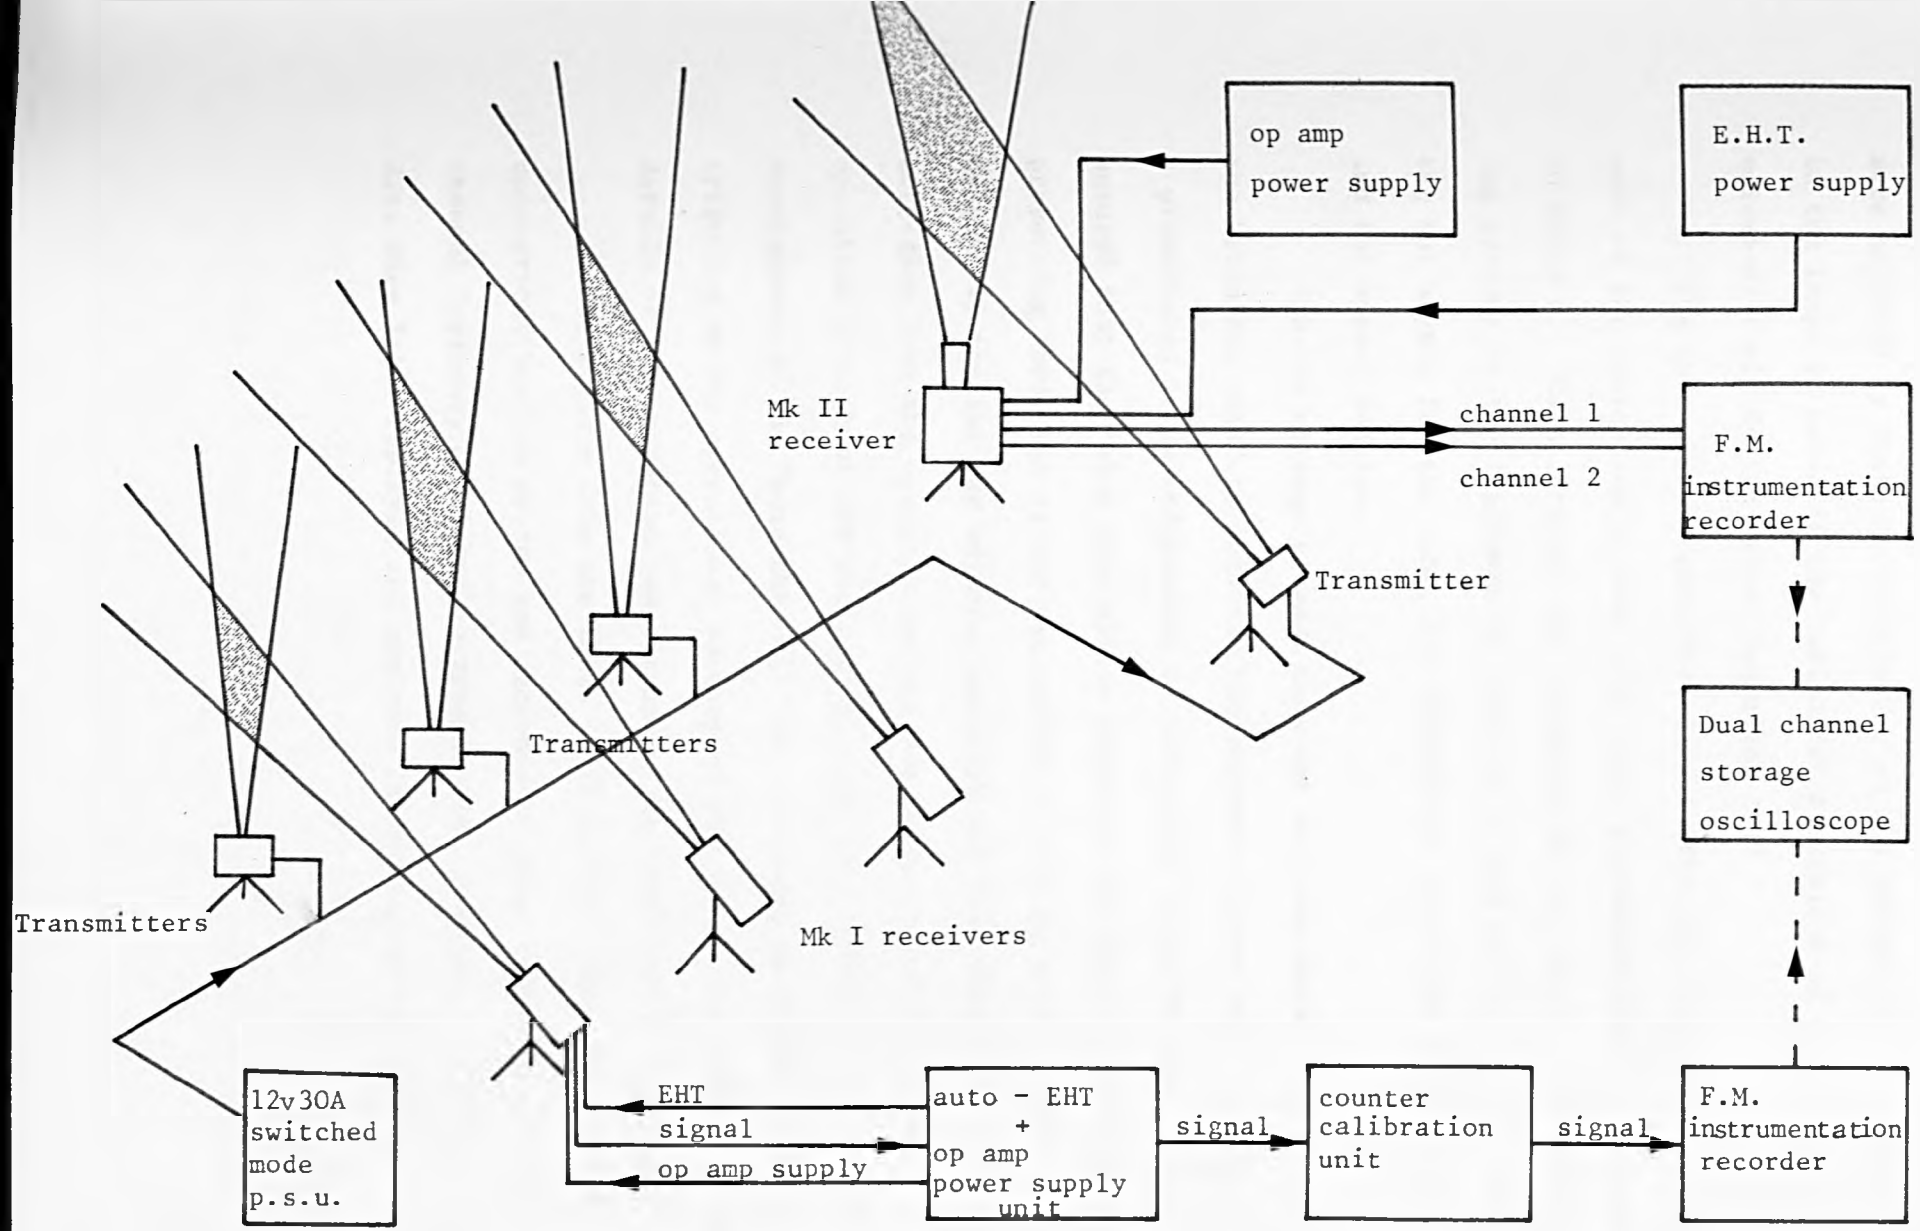 op amp
power supply
E.H.T.
power supply
Mk II
receiver
channel 1
channel 2
F.M.
instrumentation
recorder
Transmitter
Dual channel
storage
oscilloscope
Transmitters
Transmitters
Mk I receivers
12v30A
switched
mode
p.s.u.
EHT
signal
op amp supply
auto - EHT
+
op amp
power supply
unit
signal
counter
calibration
unit
signal
F.M.
instrumentation
recorder